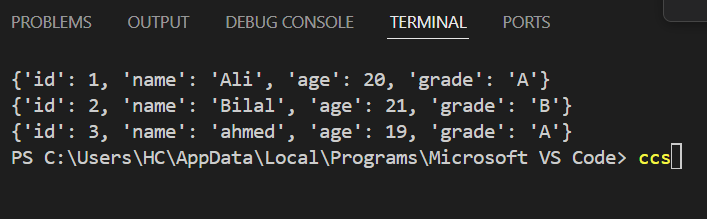 PROBLEMS OUTPUT DEBUG CONSOLE TERMINAL PORTS
{'id': 1, 'name': 'Ali', 'age': 20, 'grade': 'A'}
{'id': 2, 'name': 'Bilal', 'age': 21, 'grade': 'B'}
{'id': 3, 'name': 'ahmed', 'age': 19, 'grade': 'A'}
PS C:\Users\HC\AppData\Local\Programs\Microsoft VS Code> ccs